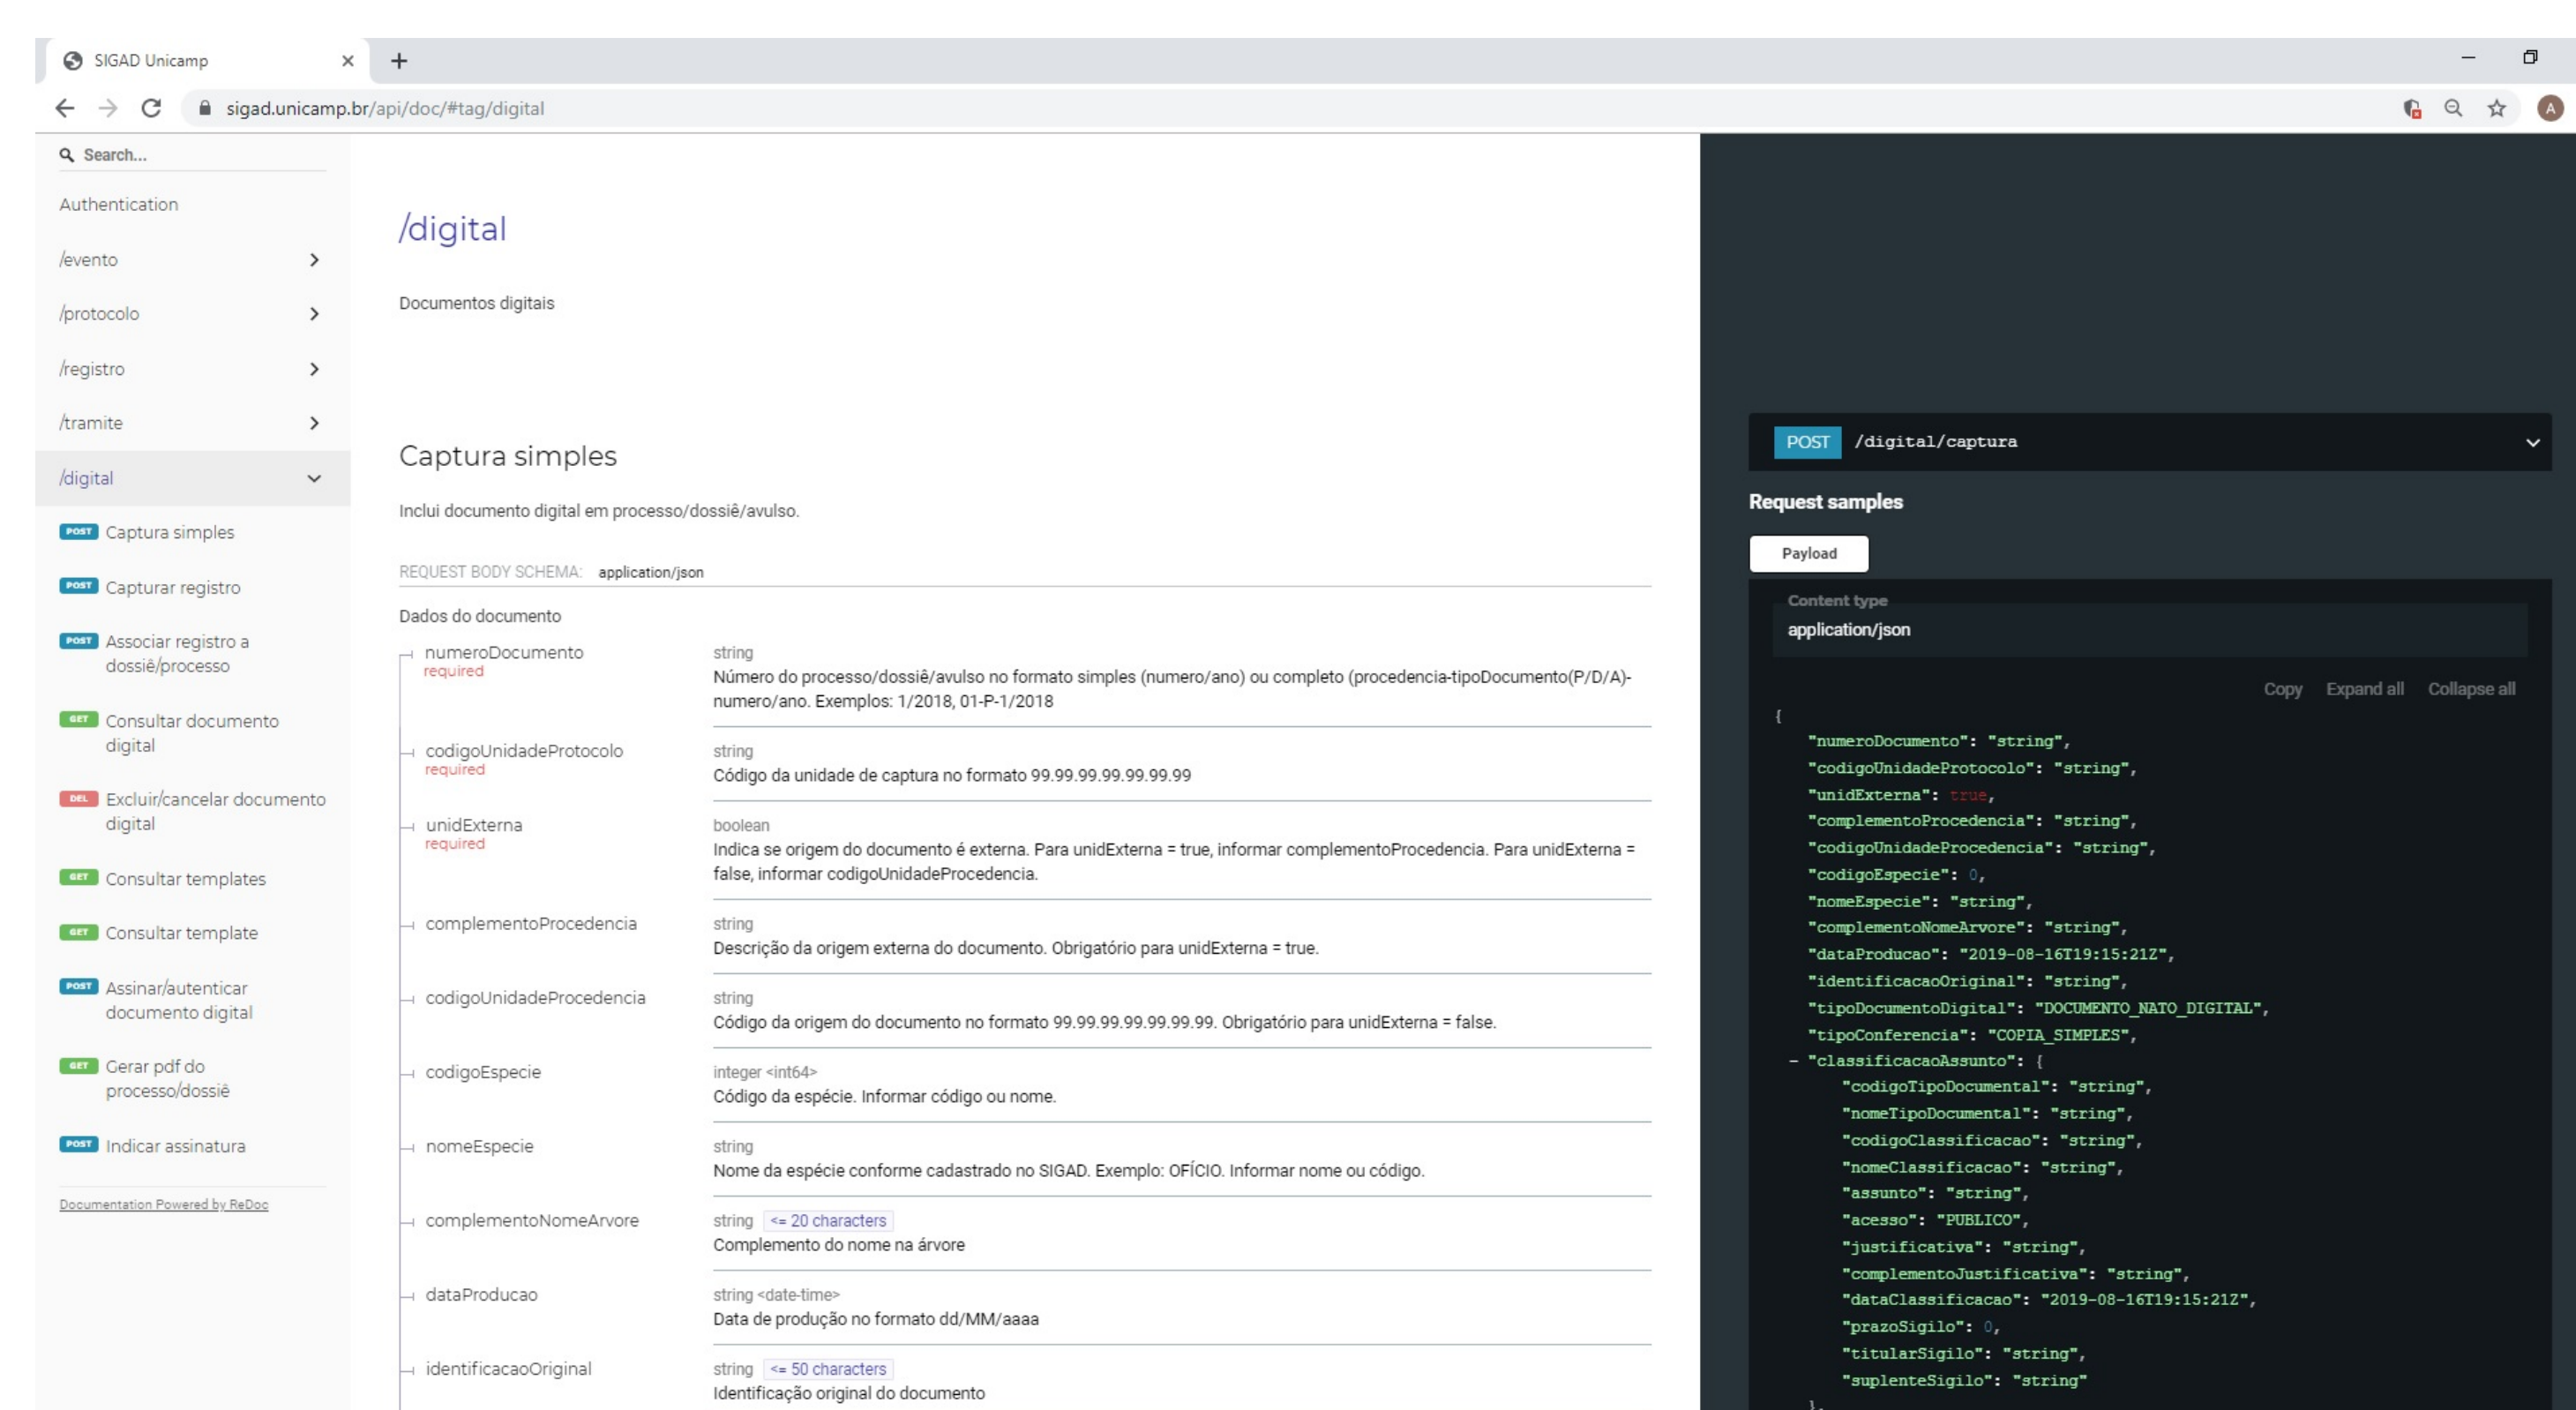 SIGAD Unicamp
sigad.unicamp.br/api/doc/#tag/digital
A
Search...
Authentication
/evento
/protocolo
/registro
/tramite
/digital
POST Captura simples
POST Capturar registro
POST Associar registro a
dossiê/processo
GET Consultar documento
digital
DEL Excluir/cancelar documento
digital
GET Consultar templates
GET Consultar template
POST Assinar/autenticar
documento digital
GET Gerar pdf do
processo/dossiê
POST Indicar assinatura
Documentation Powered by ReDoc
/digital
Documentos digitais
Captura simples
Inclui documento digital em processo/dossiê/avulso.
REQUEST BODY SCHEMA: application/json
Dados do documento
numeroDocumento string
required
Número do processo/dossiê/avulso no formato simples (numero/ano) ou completo (procedencia-tipoDocumento(P/D/A)-
numero/ano. Exemplos: 1/2018, 01-P-1/2018
codigoUnidadeProtocolo string
required
Código da unidade de captura no formato 99.99.99.99.99.99.99
unidExterna boolean
required
Indica se origem do documento é externa. Para unidExterna = true, informar complementoProcedencia. Para unidExterna =
false, informar codigoUnidadeProcedencia.
complementoProcedencia string
Descrição da origem externa do documento. Obrigatório para unidExterna = true.
codigoUnidadeProcedencia string
Código da origem do documento no formato 99.99.99.99.99.99.99. Obrigatório para unidExterna = false.
codigoEspecie integer <int64>
Código da espécie. Informar código ou nome.
nomeEspecie string
Nome da espécie conforme cadastrado no SIGAD. Exemplo: OFÍCIO. Informar nome ou código.
complementoNomeArvore string <= 20 characters
Complemento do nome na árvore
dataProducao string <date-time>
Data de produção no formato dd/MM/aaaa
identificacaoOriginal string <= 50 characters
Identificação original do documento
POST /digital/captura
Request samples
Payload
Content type
application/json
Copy Expand all Collapse all
{
"numeroDocumento": "string",
"codigoUnidadeProtocolo": "string",
"unidExterna": true,
"complementoProcedencia": "string",
"codigoUnidadeProcedencia": "string",
"codigoEspecie": 0,
"nomeEspecie": "string",
"complementoNomeArvore": "string",
"dataProducao": "2019-08-16T19:15:21Z",
"identificacaoOriginal": "string",
"tipoDocumentoDigital": "DOCUMENTO_NATO_DIGITAL",
"tipoConferencia": "COPIA_SIMPLES",
- "classificacaoAssunto": {
"codigoTipoDocumental": "string",
"nomeTipoDocumental": "string",
"codigoClassificacao": "string",
"nomeClassificacao": "string",
"assunto": "string",
"acesso": "PUBLICO",
"justificativa": "string",
"complementoJustificativa": "string",
"dataClassificacao": "2019-08-16T19:15:21Z",
"prazoSigilo": 0,
"titularSigilo": "string",
"suplenteSigilo": "string"
},